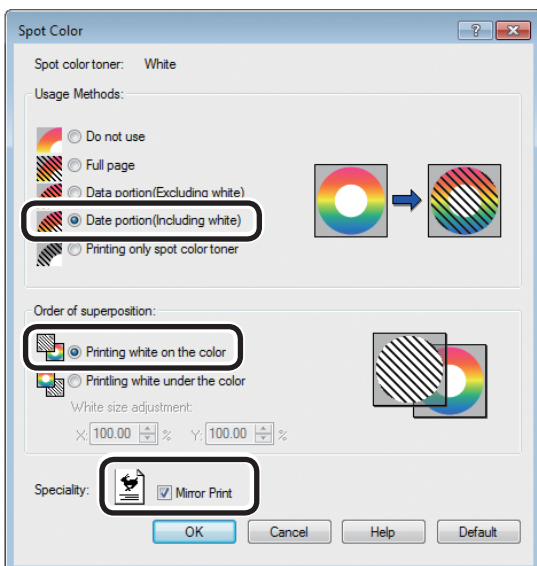 Spot Color
Spot color toner: White
Usage Methods:
Do not use
Full page
Data portion(Excluding white)
Date portion(Including white)
Printing only spot color toner
Order of superposition:
Printing white on the color
Printling white under the color
White size adjustment:
X: 100.00 % Y: 100.00 %
Speciality: Mirror Print
OK Cancel Help Default